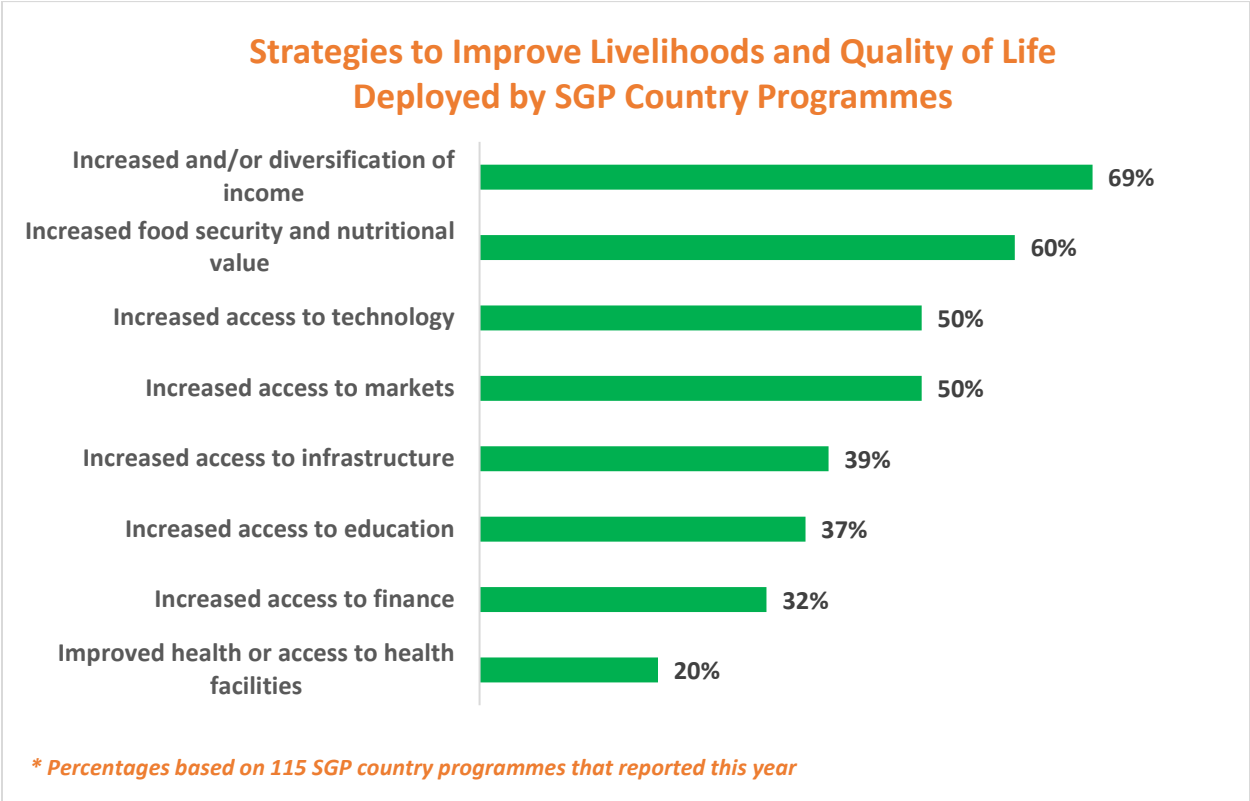 Strategies to Improve Livelihoods and Quality of Life
Deployed by SGP Country Programmes
Increased and/or diversification of
income
69%
Increased food security and nutritional
value
60%
Increased access to technology
50%
Increased access to markets
50%
Increased access to infrastructure
39%
Increased access to education
37%
Increased access to finance
32%
Improved health or access to health
facilities
20%
* Percentages based on 115 SGP country programmes that reported this year